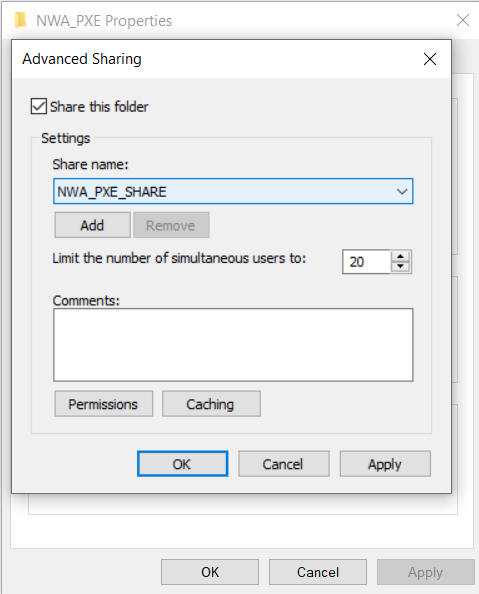 NWA_PXE Properties
Advanced Sharing
Share this folder
Settings
Share name:
NWA_PXE_SHARE
Add Remove
Limit the number of simultaneous users to: 20
Comments:
Permissions Caching
OK Cancel Apply
OK Cancel Apply